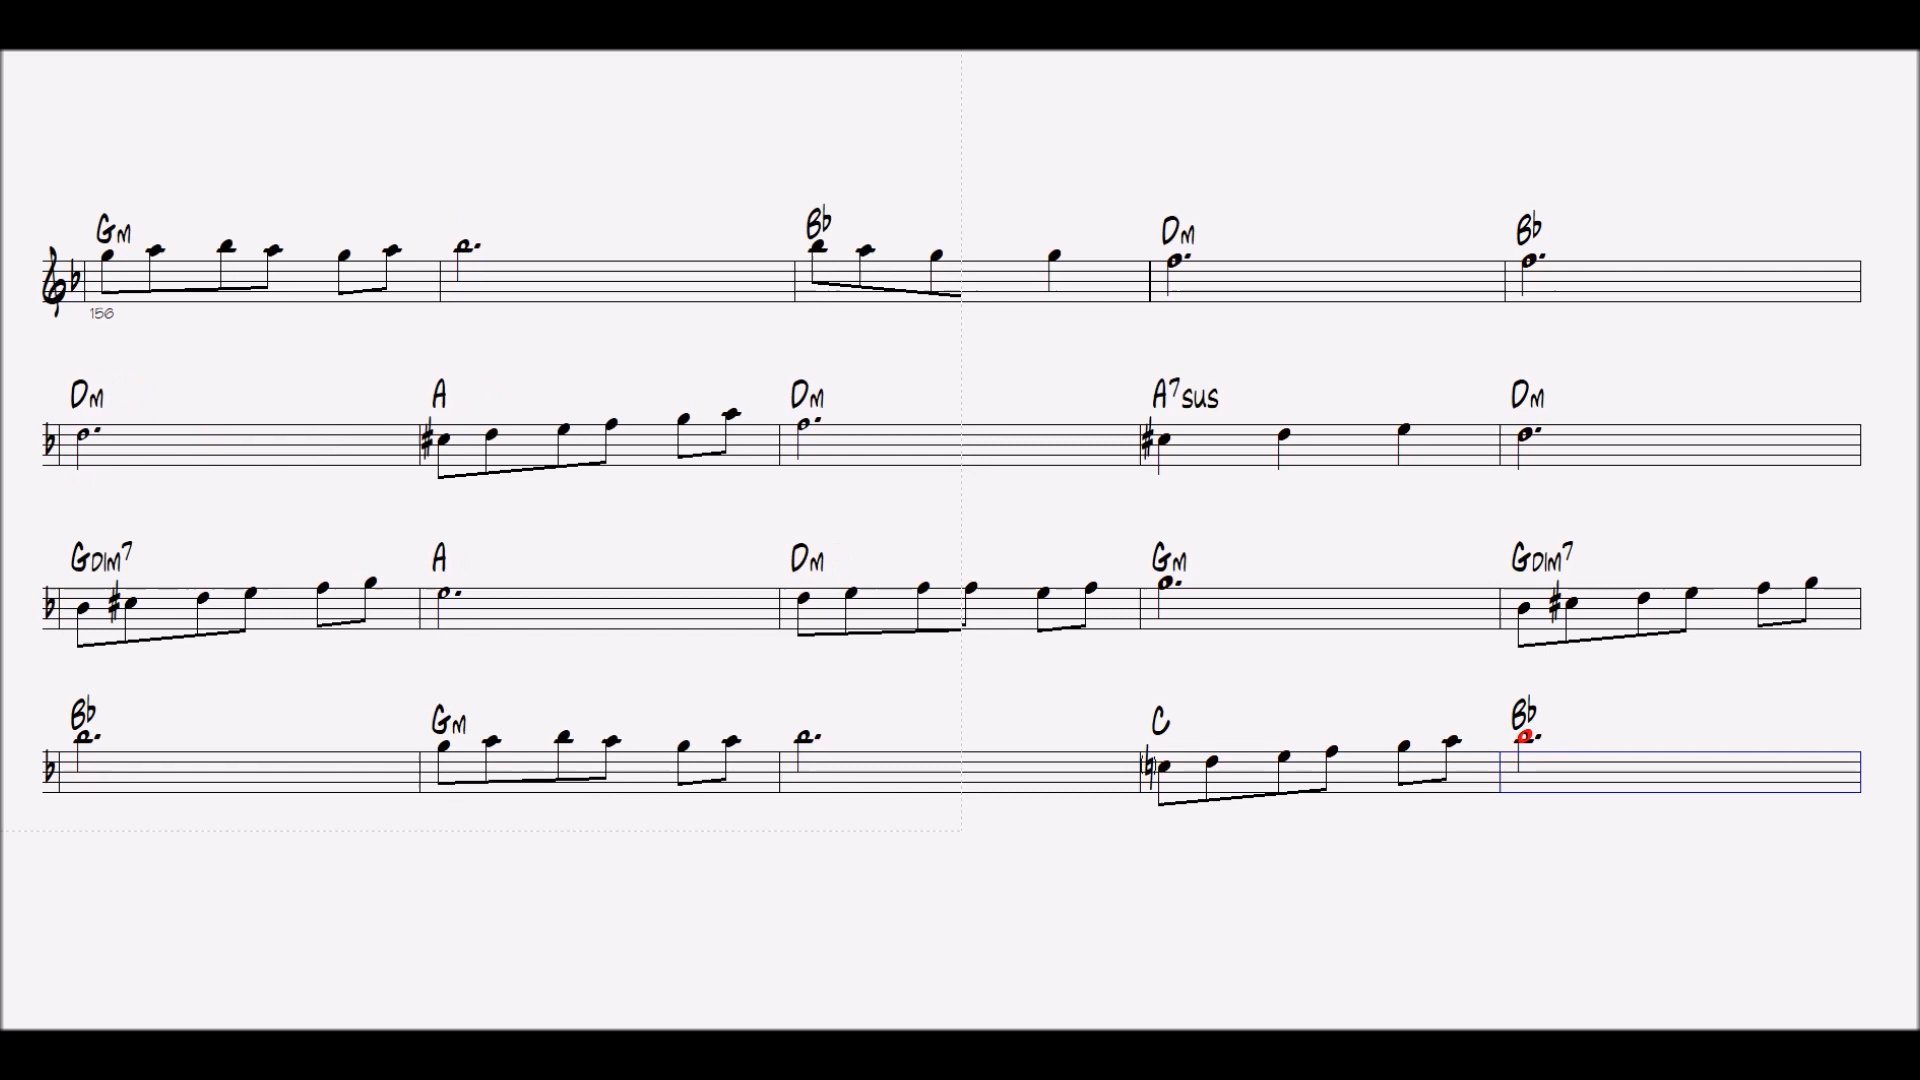 Gm Bb Dm Bb
156
Dm A Dm A7sus Dm
Gdim7 A Dm Gm Gdim7
Bb Gm C Bb